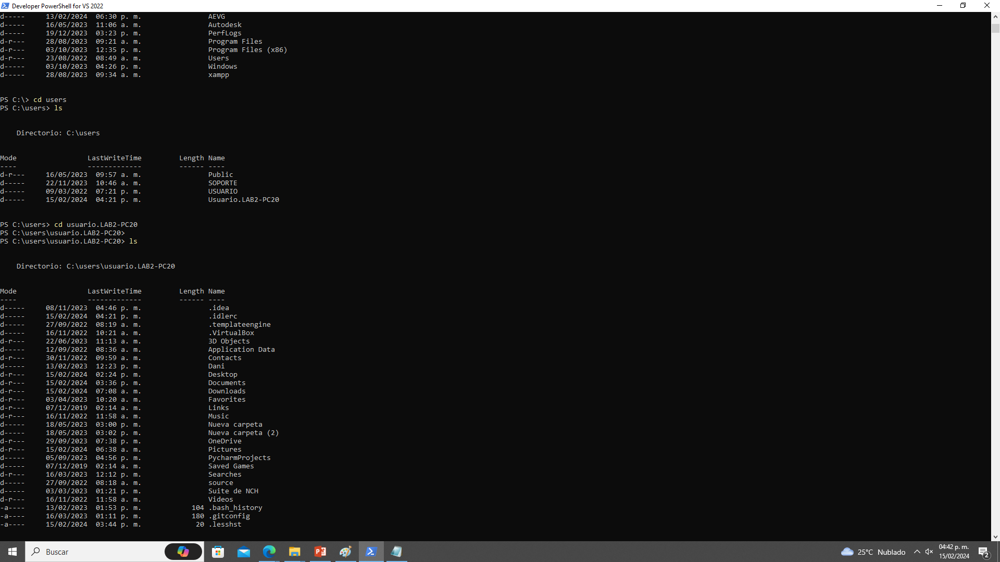 Developer PowerShell for VS 2022
d-----     13/02/2024  06:30 p. m.                AEVG
d-----     16/05/2023  11:06 a. m.                Autodesk
d-----     19/12/2023  03:23 p. m.                PerfLogs
d-r---     28/08/2023  09:21 a. m.                Program Files
d-r---     03/10/2023  12:35 p. m.                Program Files (x86)
d-r---     23/08/2022  08:49 a. m.                Users
d-----     03/10/2023  04:26 p. m.                Windows
d-----     28/08/2023  09:34 a. m.                xampp
PS C:\> cd users
PS C:\users> ls
Directorio: C:\users
Mode                 LastWriteTime         Length Name
----                 -------------         ------ ----
d-r---     16/05/2023  09:57 a. m.                Public
d-----     22/11/2023  10:46 a. m.                SOPORTE
d-----     09/03/2022  07:21 p. m.                USUARIO
d-----     15/02/2024  04:21 p. m.                Usuario.LAB2-PC20
PS C:\users> cd usuario.LAB2-PC20
PS C:\users\usuario.LAB2-PC20>
PS C:\users\usuario.LAB2-PC20> ls
Directorio: C:\users\usuario.LAB2-PC20
Mode                 LastWriteTime         Length Name
----                 -------------         ------ ----
d-----     08/11/2023  04:46 p. m.                .idea
d-----     15/02/2024  04:21 p. m.                .idlerc
d-----     27/09/2022  08:19 a. m.                .templateengine
d-----     16/11/2022  10:21 a. m.                .VirtualBox
d-r---     22/06/2023  11:13 a. m.                3D Objects
d-----     12/09/2022  08:36 a. m.                Application Data
d-r---     30/11/2022  09:59 a. m.                Contacts
d-----     13/02/2023  12:23 p. m.                Dani
d-r---     15/02/2024  02:24 p. m.                Desktop
d-r---     15/02/2024  03:36 p. m.                Documents
d-r---     15/02/2024  07:08 a. m.                Downloads
d-r---     03/04/2023  10:20 a. m.                Favorites
d-r---     07/12/2019  02:14 a. m.                Links
d-r---     16/11/2022  11:58 a. m.                Music
d-----     18/05/2023  03:00 p. m.                Nueva carpeta
d-----     18/05/2023  03:02 p. m.                Nueva carpeta (2)
d-r---     29/09/2023  07:38 p. m.                OneDrive
d-r---     15/02/2024  06:38 a. m.                Pictures
d-----     05/09/2023  04:56 p. m.                PycharmProjects
d-----     07/12/2019  02:14 a. m.                Saved Games
d-r---     16/03/2023  12:12 p. m.                Searches
d-----     27/09/2022  08:18 a. m.                source
d-----     03/03/2023  01:21 p. m.                Suite de NCH
d-r---     16/11/2022  11:58 a. m.                Videos
-a----     13/02/2023  01:53 p. m.            104 .bash_history
-a----     16/03/2023  01:11 p. m.            180 .gitconfig
-a----     15/02/2024  03:44 p. m.             20 .lesshst
Buscar
25°C Nublado
04:42 p. m.
15/02/2024
2